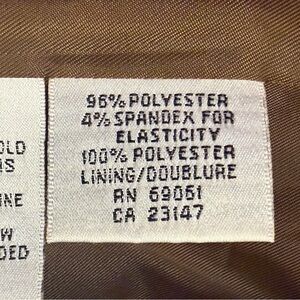 96% POLYESTER
4% SPANDEX FOR
ELASTICITY
100% POLYESTER
LINING/DOUBLURE
RN 69061
CA 23147